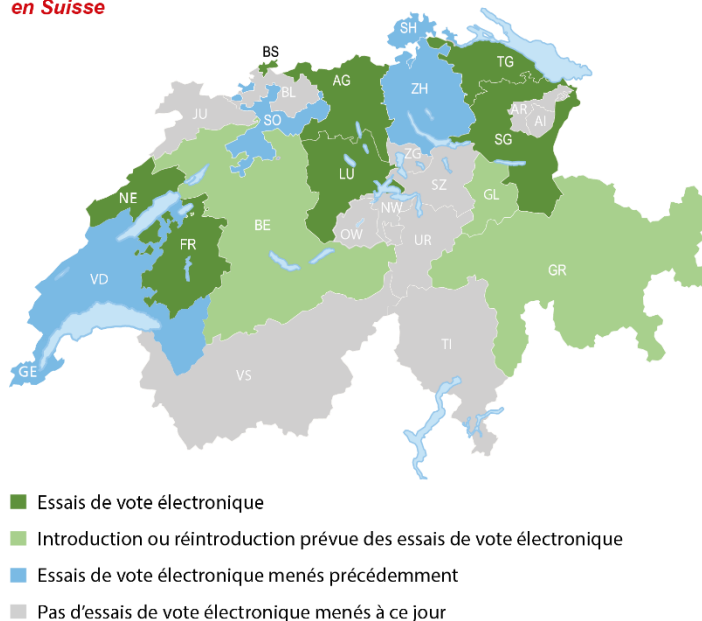 en Suisse
SH
BS
TG
AG
ZH
BL
JU
AR
AI
SO
SG
ZG
LU
SZ
NE
GL
NW
BE
OW
FR
UR
GR
VD
TI
GE
VS
Essais de vote électronique
Introduction ou réintroduction prévue des essais de vote électronique
Essais de vote électronique menés précédemment
Pas d'essais de vote électronique menés à ce jour